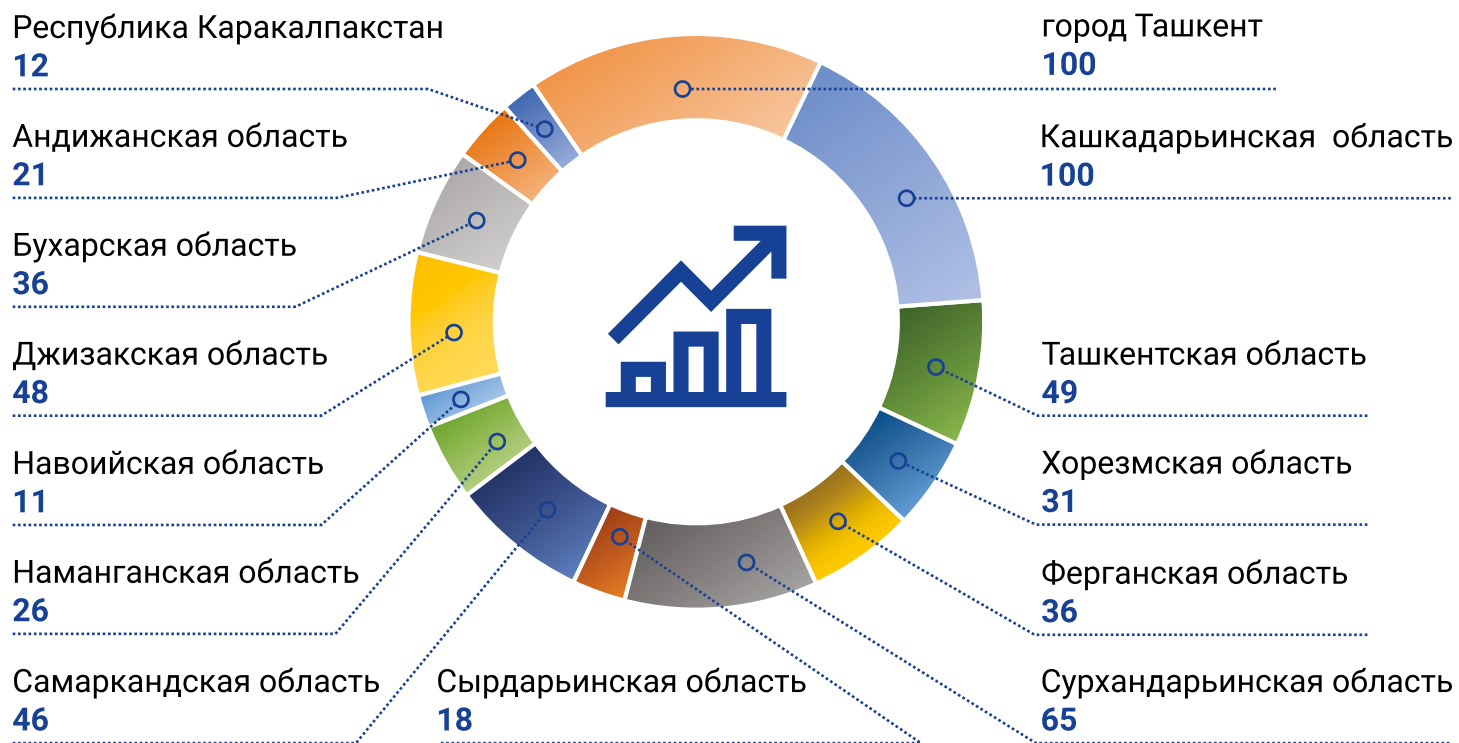 Республика Каракалпакстан
12
Андижанская область
21
Бухарская область
36
Джизакская область
48
Навоийская область
11
Наманганская область
26
Самаркандская область
46
Сырдарьинская область
18
город Ташкент
100
Кашкадарьинская область
100
Ташкентская область
49
Хорезмская область
31
Ферганская область
36
Сурхандарьинская область
65